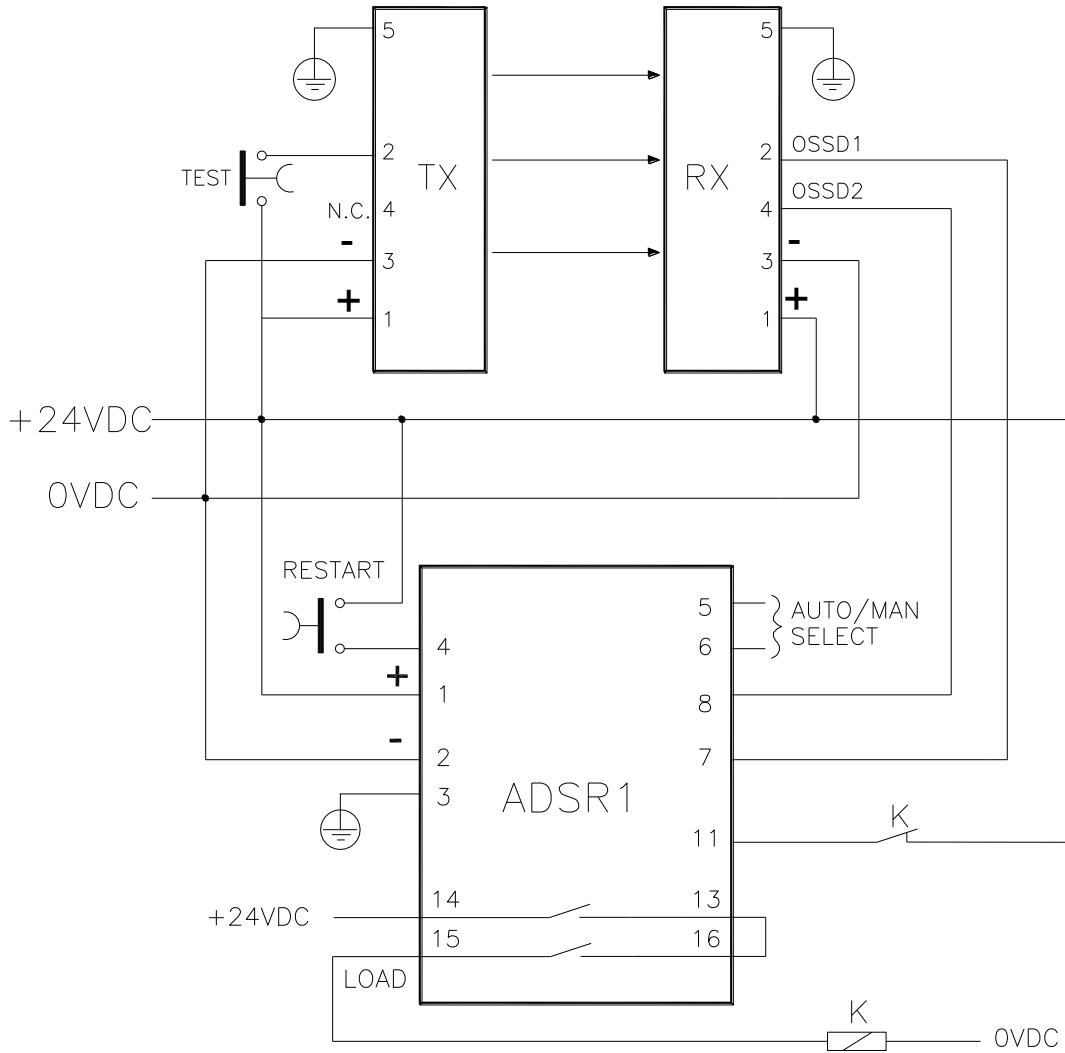 5
5
TEST
2
TX
RX
2
OSSD1
N.C.
4
4
OSSD2
-
3
3
-
+
1
1
+
+24VDC
0VDC
RESTART
5
AUTO/MAN
SELECT
4
6
+
1
8
-
2
7
3
ADSR1
11
K
+24VDC
14
13
15
16
LOAD
K
0VDC